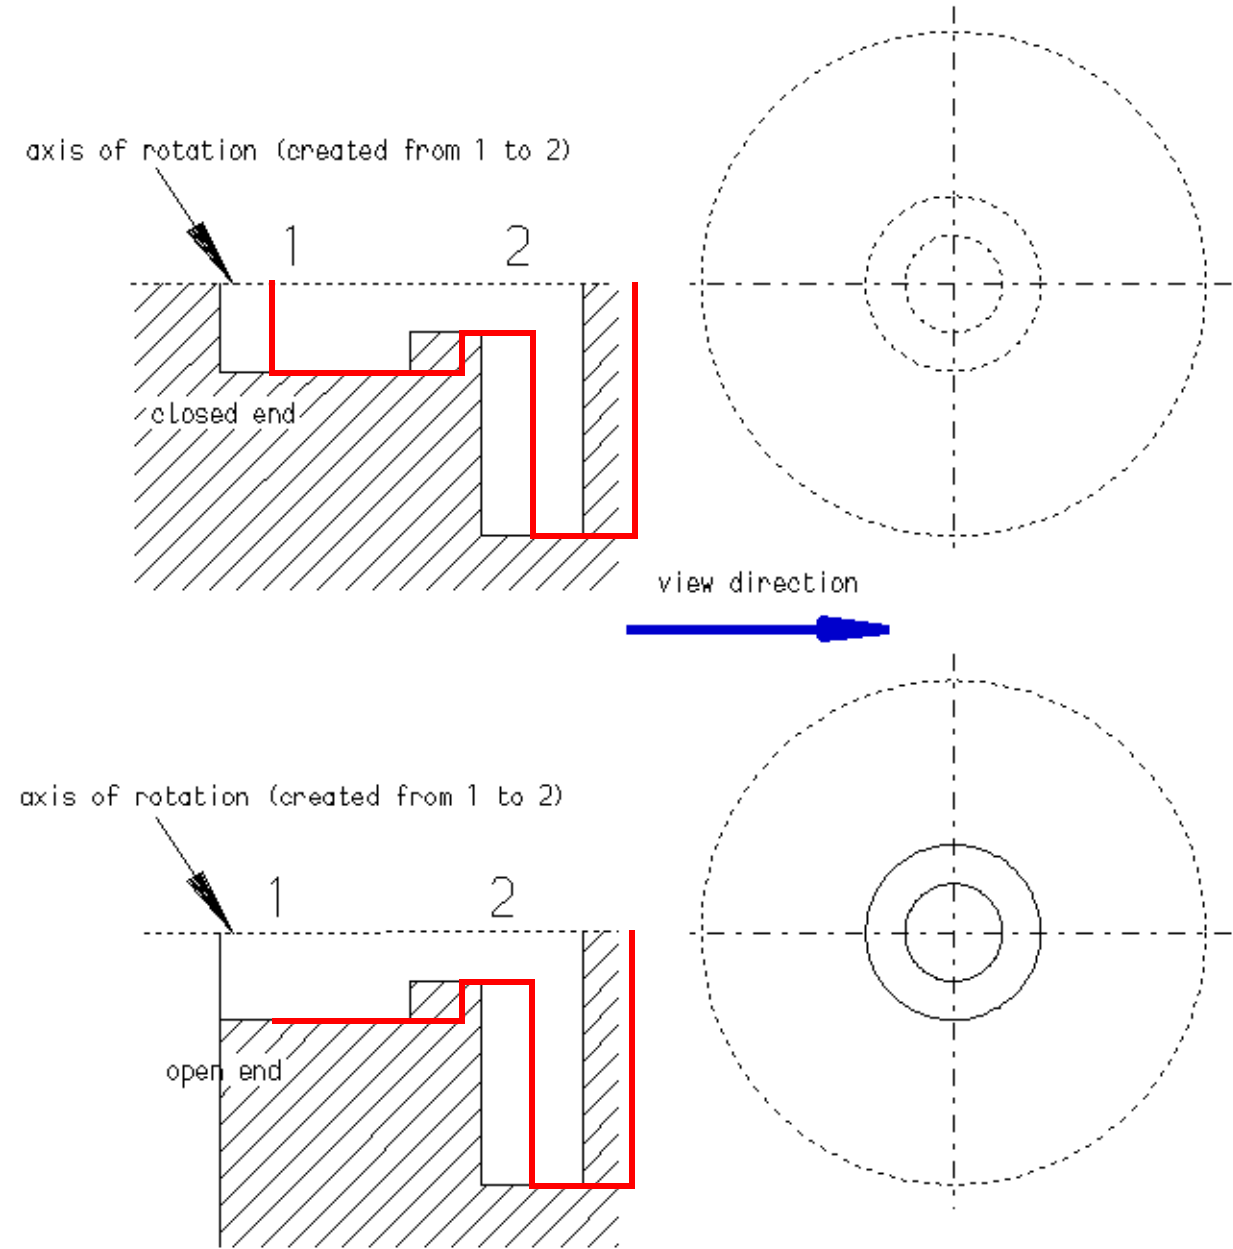 axis of rotation (created from 1 to 2)
1 2
closed end
view direction
axis of rotation (created from 1 to 2)
1 2
open end